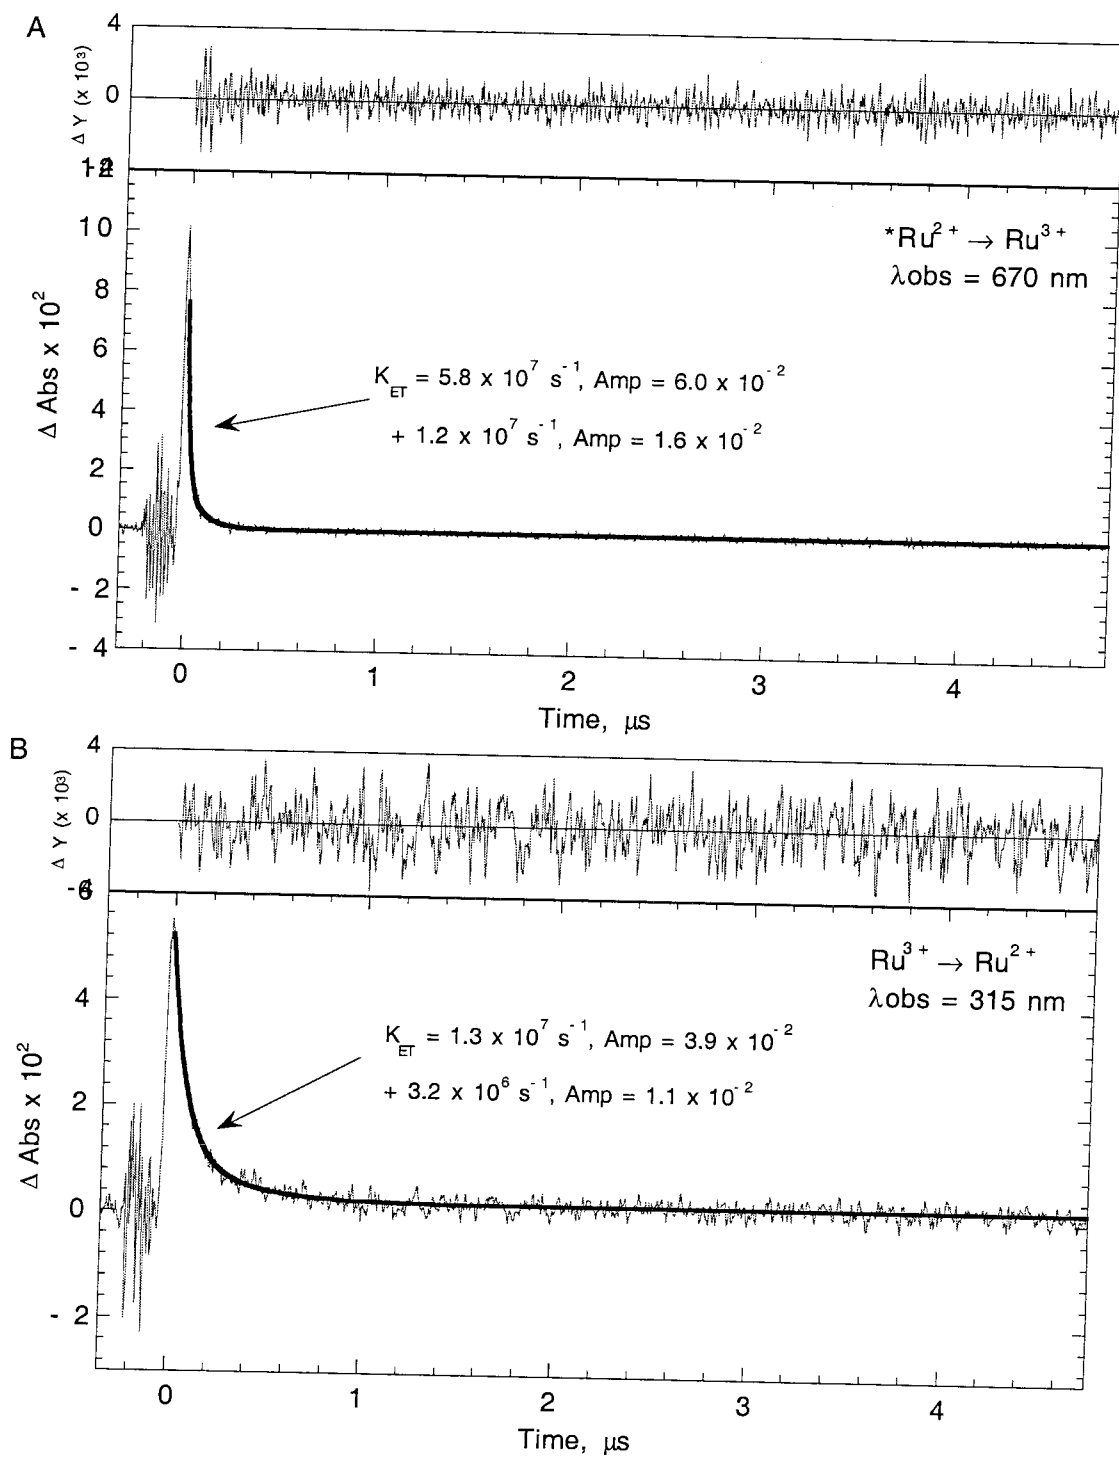 A
4
Δ Y (x 10³)
0
12
10
8
6
4
2
0
- 2
- 4
Δ Abs x 10²
*Ru²⁺ → Ru³⁺
λobs = 670 nm
K_ET = 5.8 x 10⁷ s⁻¹, Amp = 6.0 x 10⁻²
+ 1.2 x 10⁷ s⁻¹, Amp = 1.6 x 10⁻²
0 1 2 3 4
Time, μs
B
4
Δ Y (x 10³)
0
4
2
0
- 2
Δ Abs x 10²
Ru³⁺ → Ru²⁺
λobs = 315 nm
K_ET = 1.3 x 10⁷ s⁻¹, Amp = 3.9 x 10⁻²
+ 3.2 x 10⁶ s⁻¹, Amp = 1.1 x 10⁻²
0 1 2 3 4
Time, μs